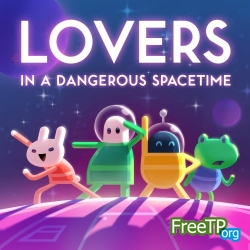 LOVERS
IN A DANGEROUS SPACETIME
FreeTP.org